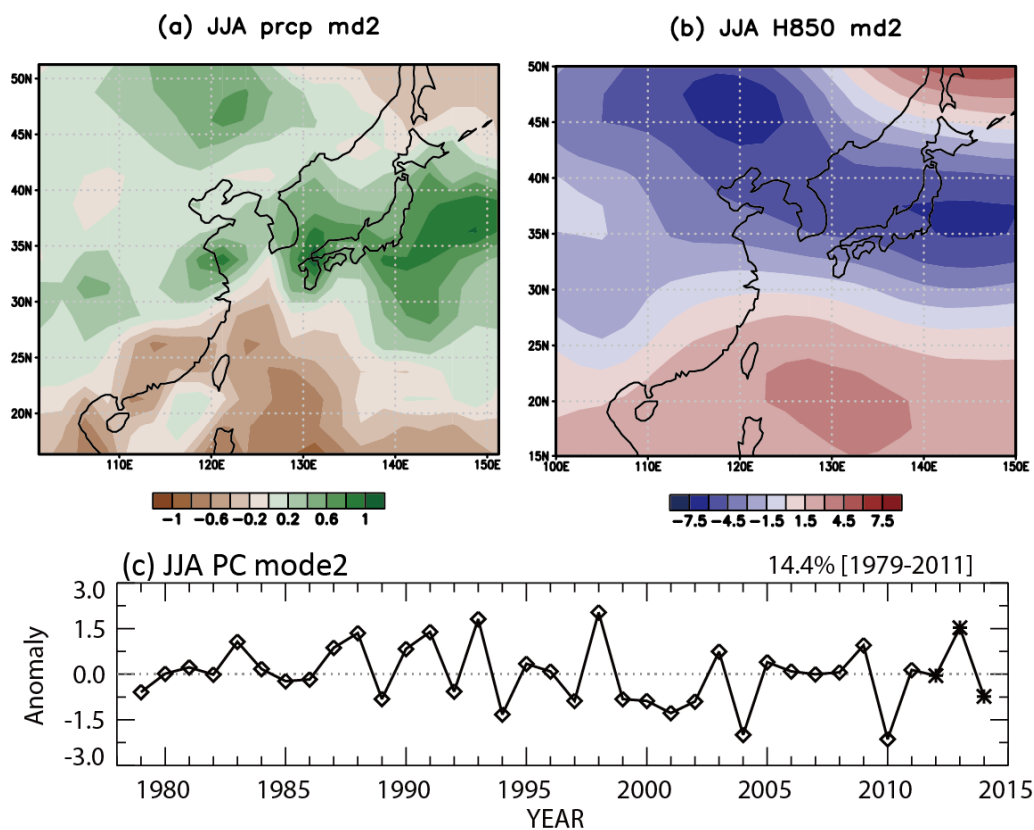 (a) JJA prcp md2
(b) JJA H850 md2
50N
45N
40N
35N
30N
25N
20N
110E 120E 130E 140E 150E
50N
45N
40N
35N
30N
25N
20N
15N
100E 110E 120E 130E 140E 150E
-1 -0.6 -0.2 0.2 0.6 1
-7.5 -4.5 -1.5 1.5 4.5 7.5
(c) JJA PC mode2
14.4% [1979-2011]
Anomaly
3.0
1.5
0.0
-1.5
-3.0
1980 1985 1990 1995 2000 2005 2010 2015
YEAR